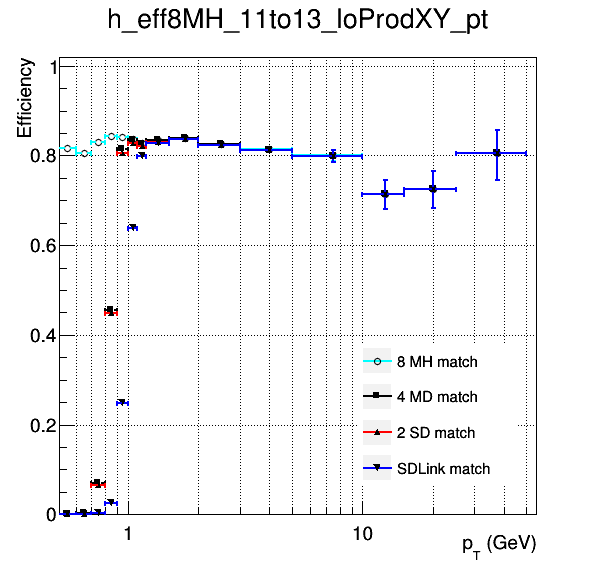 h_eff8MH_11to13_loProdXY_pt
Efficiency
1
0.8
0.6
0.4
0.2
0
8 MH match
4 MD match
2 SD match
SDLink match
1
10
p_T (GeV)